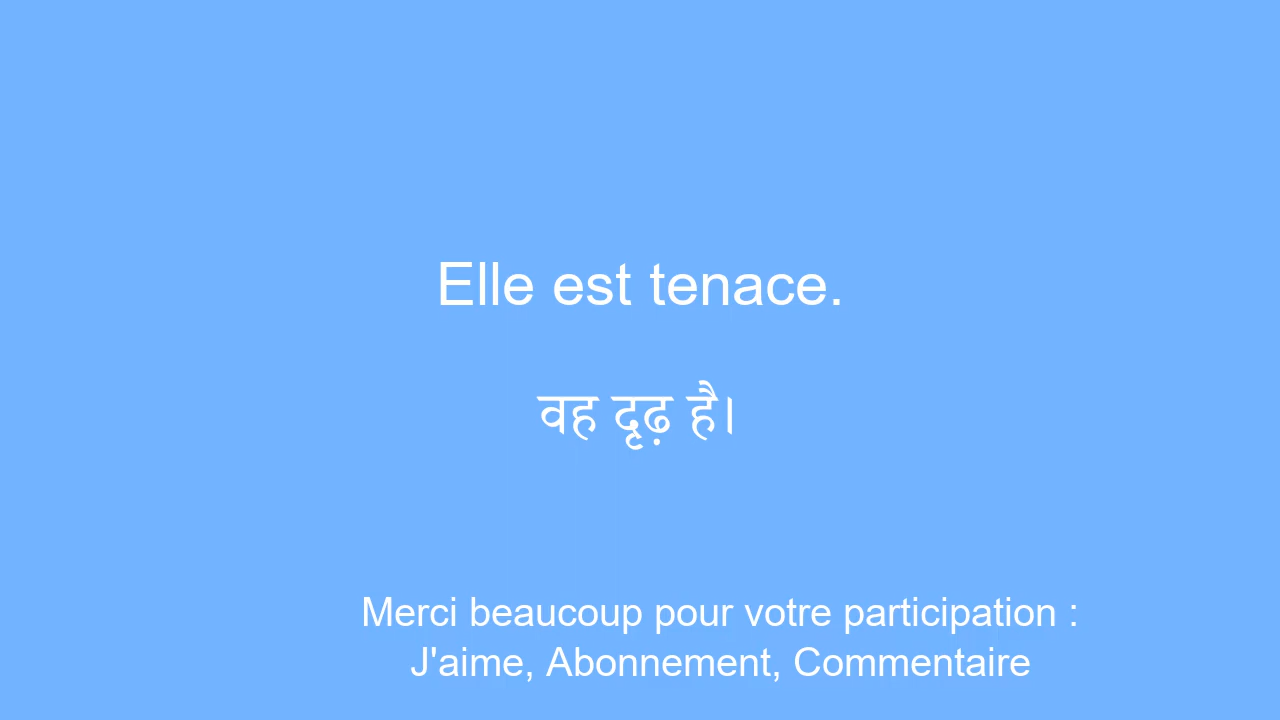 Elle est tenace.
वह दृढ़ है।
Merci beaucoup pour votre participation :
J'aime, Abonnement, Commentaire